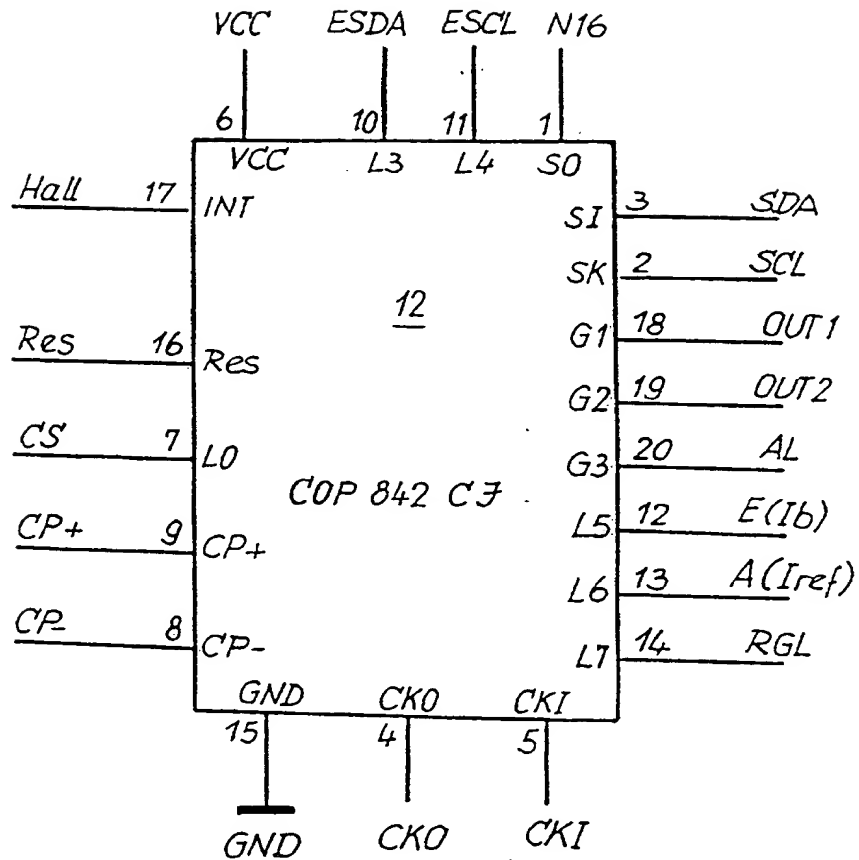 VCC ESDA ESCL N16
6 10 11 1
VCC L3 L4 SO
Hall 17 INT
SI 3 SDA
SK 2 SCL
12
G1 18 OUT1
Res 16 Res
G2 19 OUT2
CS 7 LO
G3 20 AL
COP 842 CJ
L5 12 E(Ib)
CP+ 9 CP+
L6 13 A(Iref)
CP- 8 CP-
L7 14 RGL
GND CKO CKI
15 4 5
GND CKO CKI